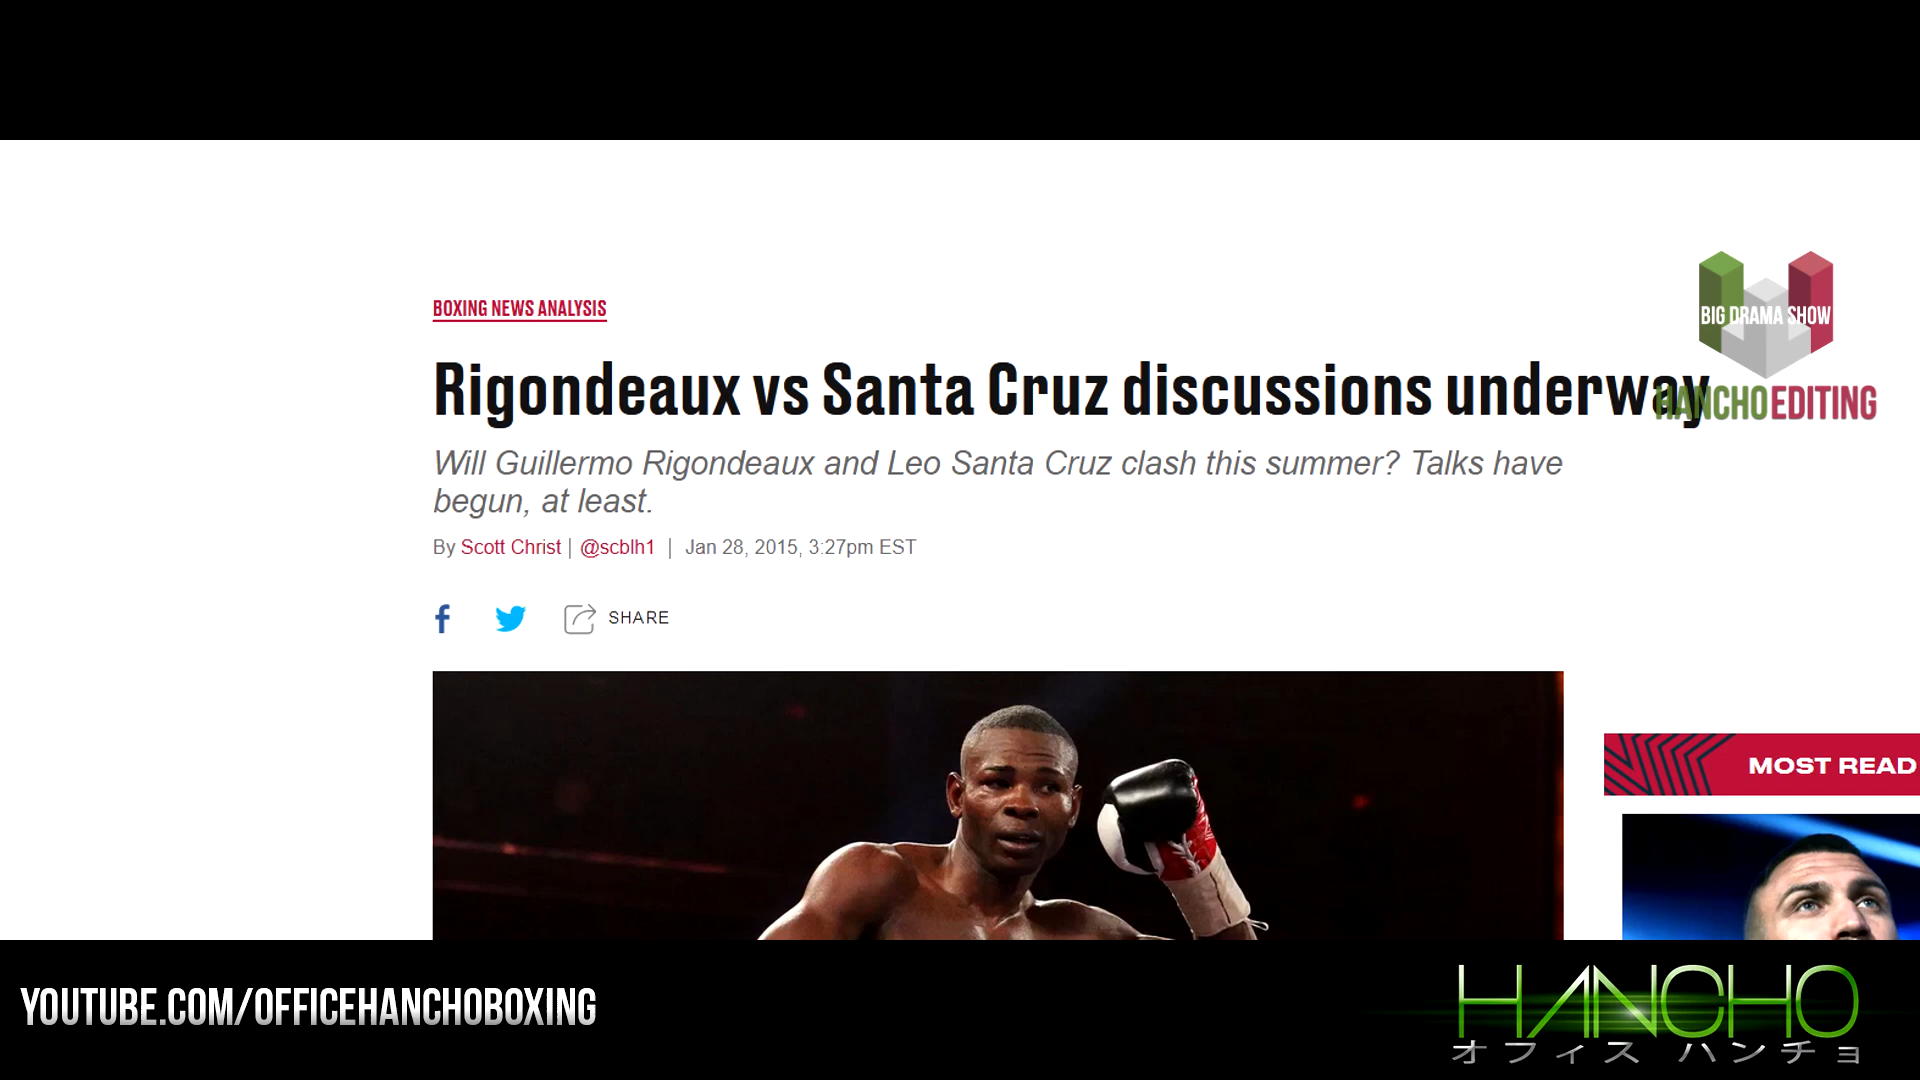 BOXING NEWS ANALYSIS
BIG DRAMA SHOW
Rigondeaux vs Santa Cruz discussions underway
HANCHOEDITING
Will Guillermo Rigondeaux and Leo Santa Cruz clash this summer? Talks have
begun, at least.
By Scott Christ | @scblh1 | Jan 28, 2015, 3:27pm EST
SHARE
MOST READ
YOUTUBE.COM/OFFICEHANCHOBOXING
HANCHO
オフィス ハンチョ